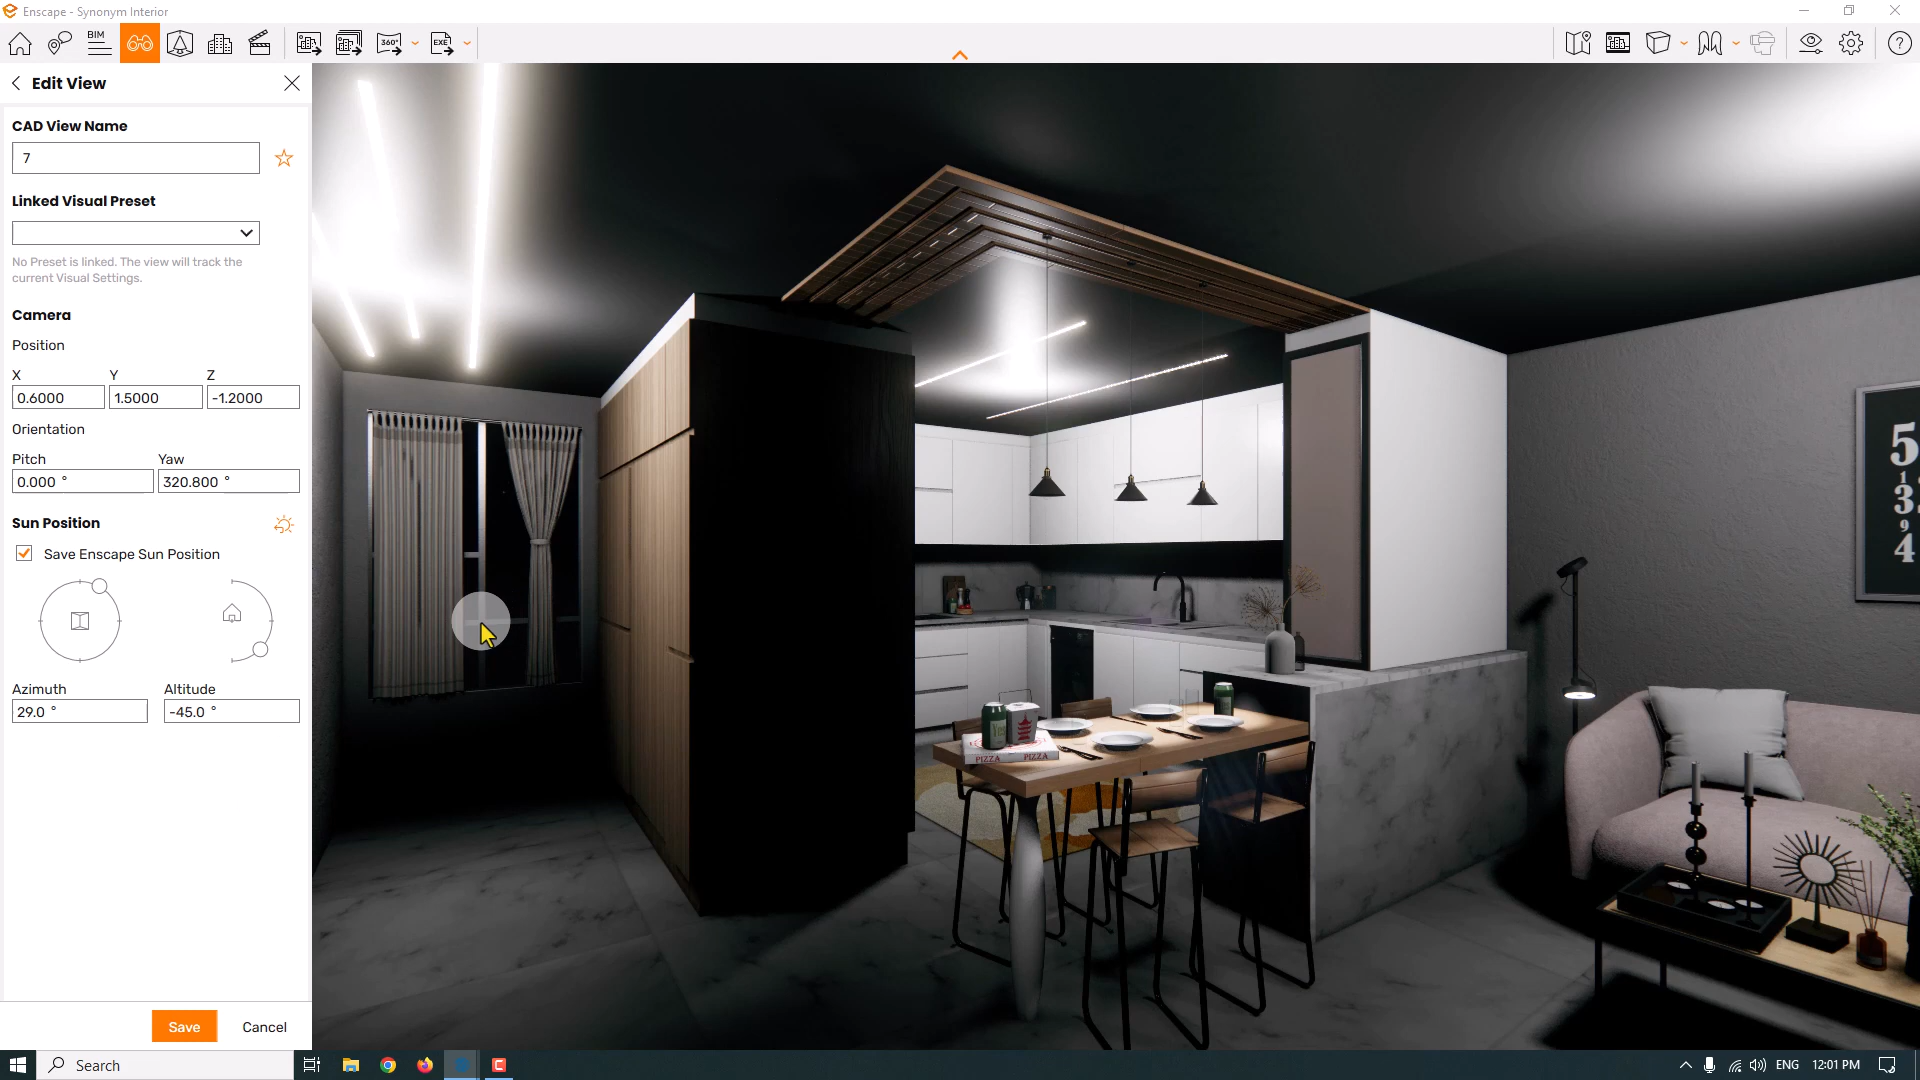 Enscape - Synonym Interior
BIM
360°
EXE
Edit View
CAD View Name
7
Linked Visual Preset
No Preset is linked. The view will track the
current Visual Settings.
Camera
Position
X Y Z
0.6000 1.5000 -1.2000
Orientation
Pitch Yaw
0.000 ° 320.800 °
Sun Position
Save Enscape Sun Position
Azimuth Altitude
29.0 ° -45.0 °
Save Cancel
5
1
3
9
4
Yes
PIZZA PIZZA
Search
ENG 12:01 PM